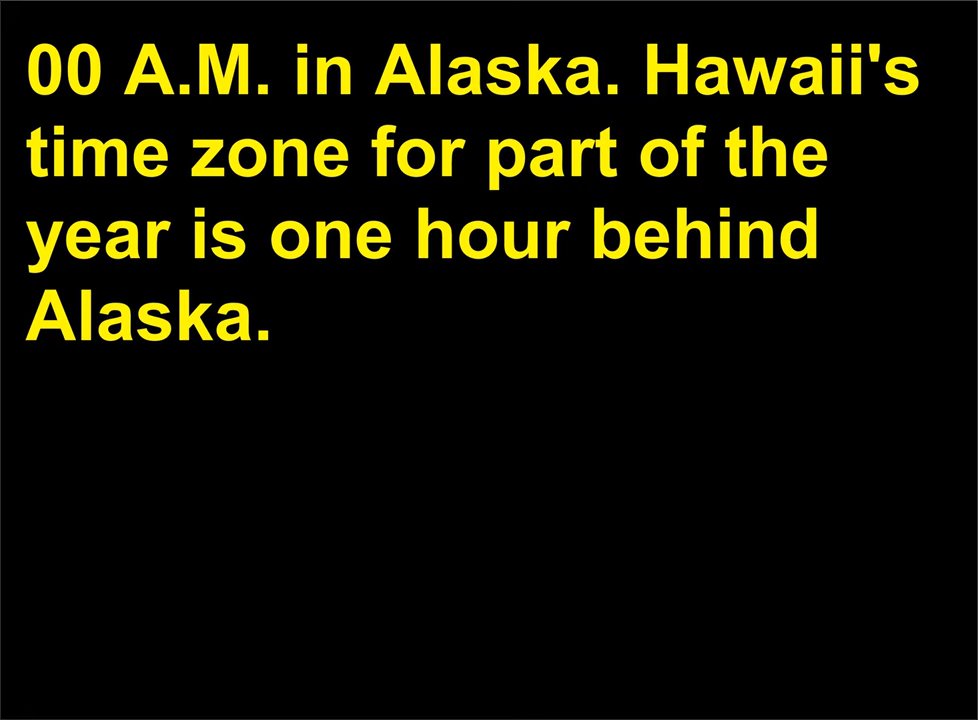 00 A.M. in Alaska. Hawaii's
time zone for part of the
year is one hour behind
Alaska.